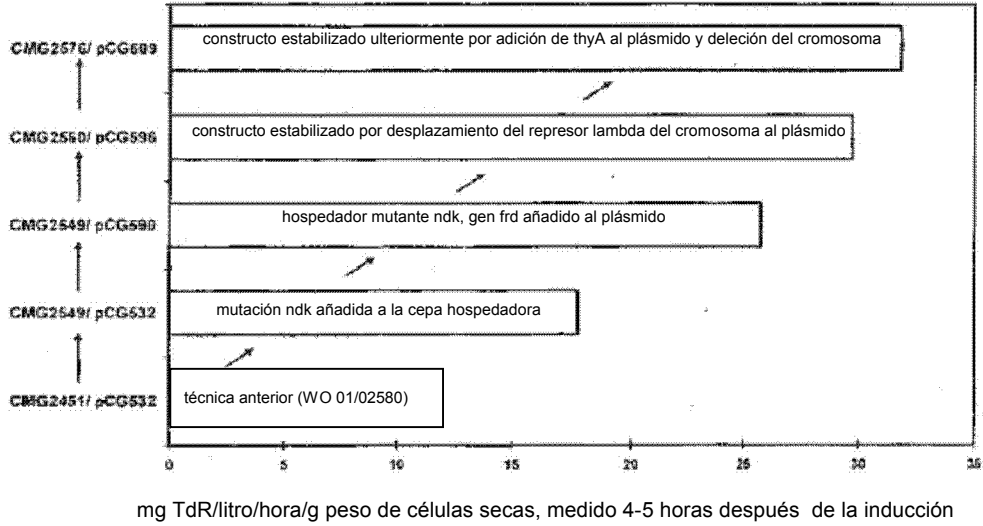 CMG2576/ pCG609 constructo estabilizado ulteriormente por adición de thyA al plásmido y deleción del cromosoma
CMG2560/ pCG596 constructo estabilizado por desplazamiento del represor lambda del cromosoma al plásmido
CMG2549/ pCG590 hospedador mutante ndk, gen frd añadido al plásmido
CMG2549/ pCG532 mutación ndk añadida a la cepa hospedadora
CMG2451/ pCG532 técnica anterior (WO 01/02580)
0 5 10 15 20 25 30 35
mg TdR/litro/hora/g peso de células secas, medido 4-5 horas después de la inducción